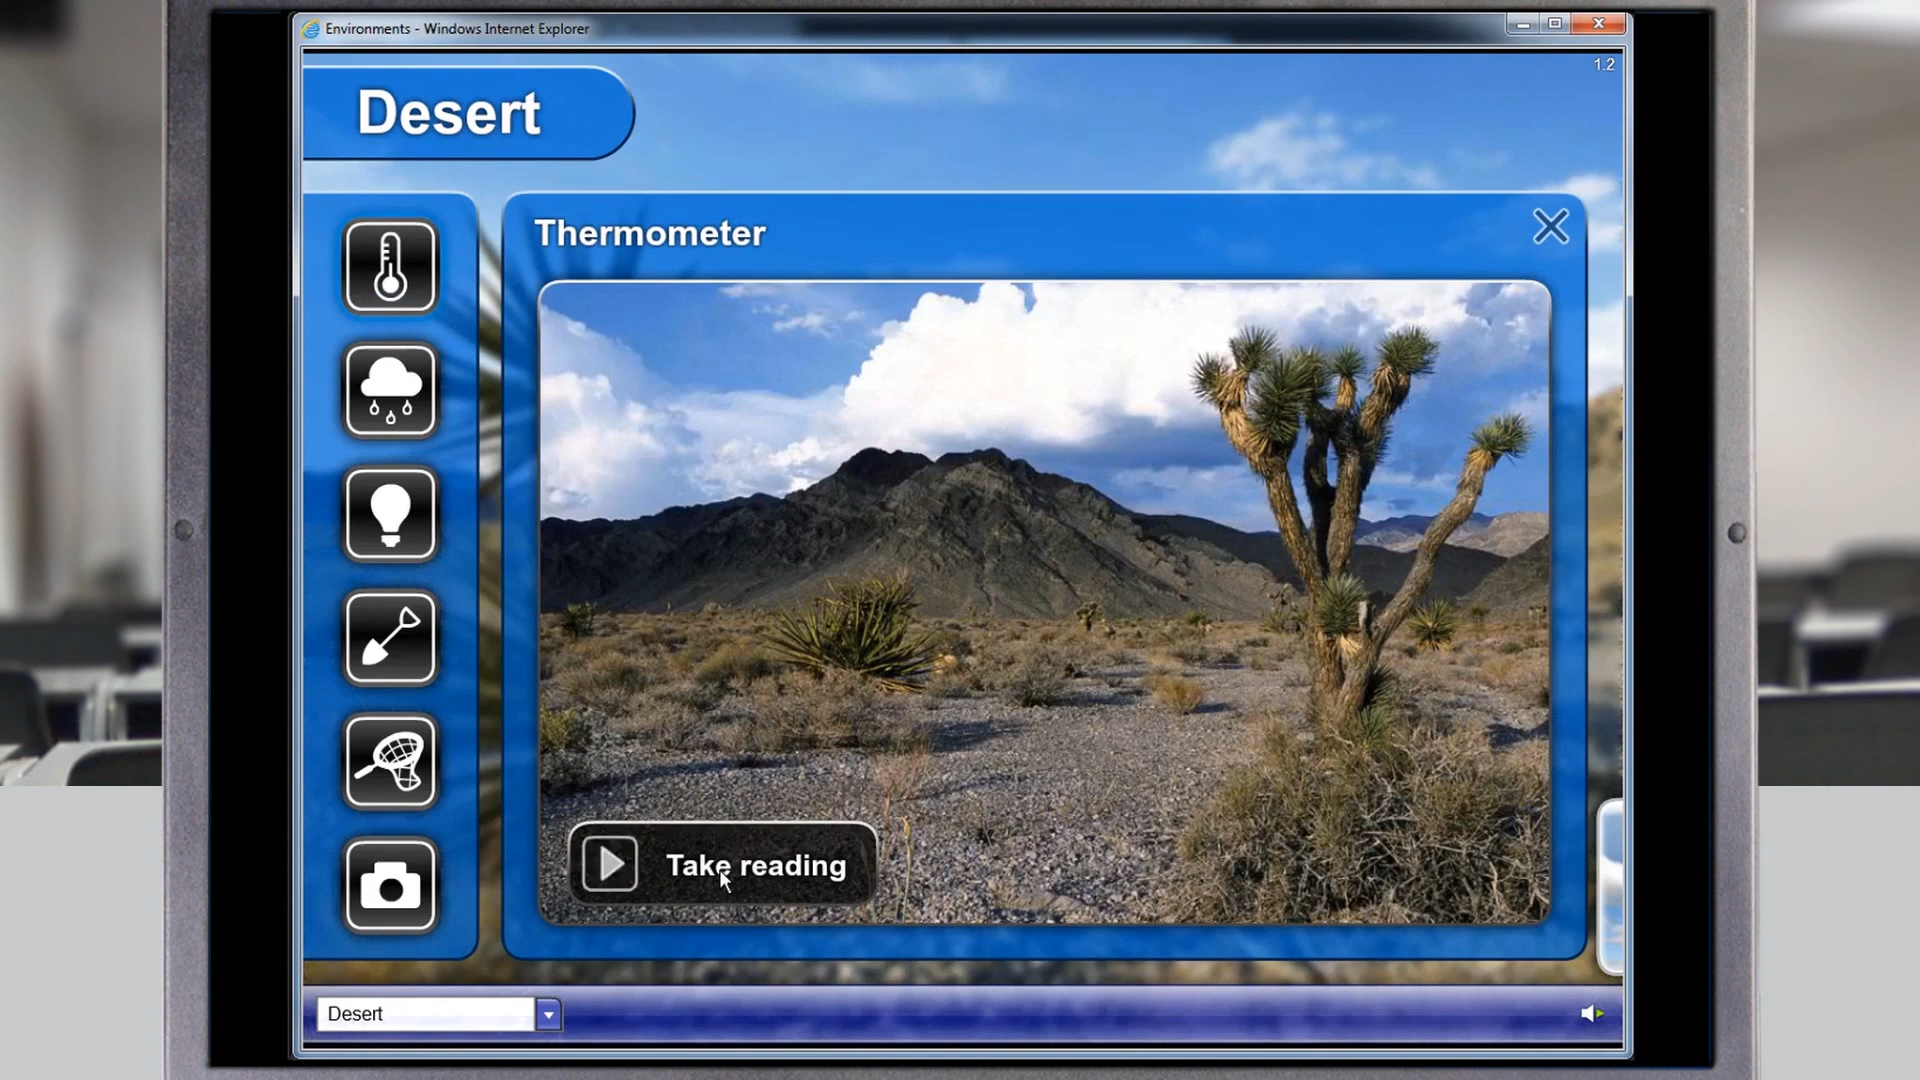 Environments - Windows Internet Explorer
1.2
Desert
Thermometer
Take reading
Desert